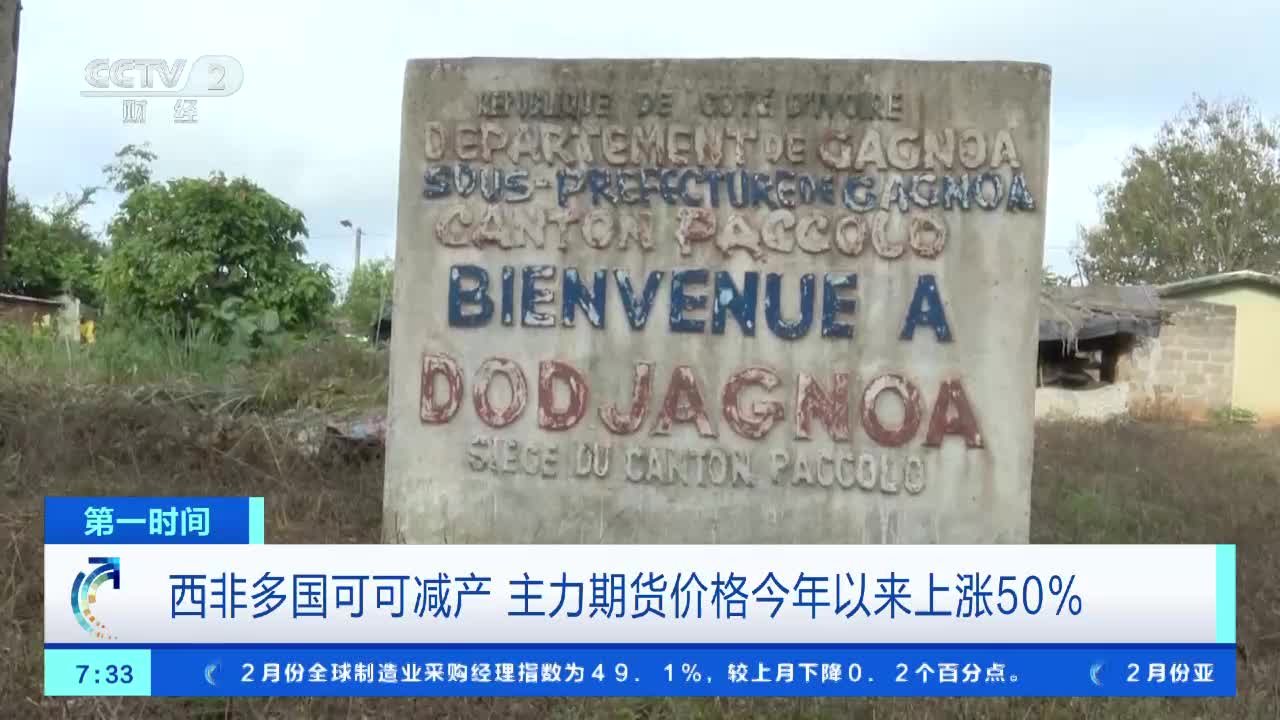 CCTV 2
财经
REPUBLIQUE DE COTE D'IVOIRE
DEPARTEMENT DE GAGNOA
SOUS-PREFECTURE DE GAGNOA
CANTON PACCOLO
BIENVENUE A
DODJAGNOA
SIEGE DU CANTON PACCOLO
第一时间
西非多国可可减产 主力期货价格今年以来上涨50%
7:33
2月份全球制造业采购经理指数为49.1%，较上月下降0.2个百分点。 2月份亚